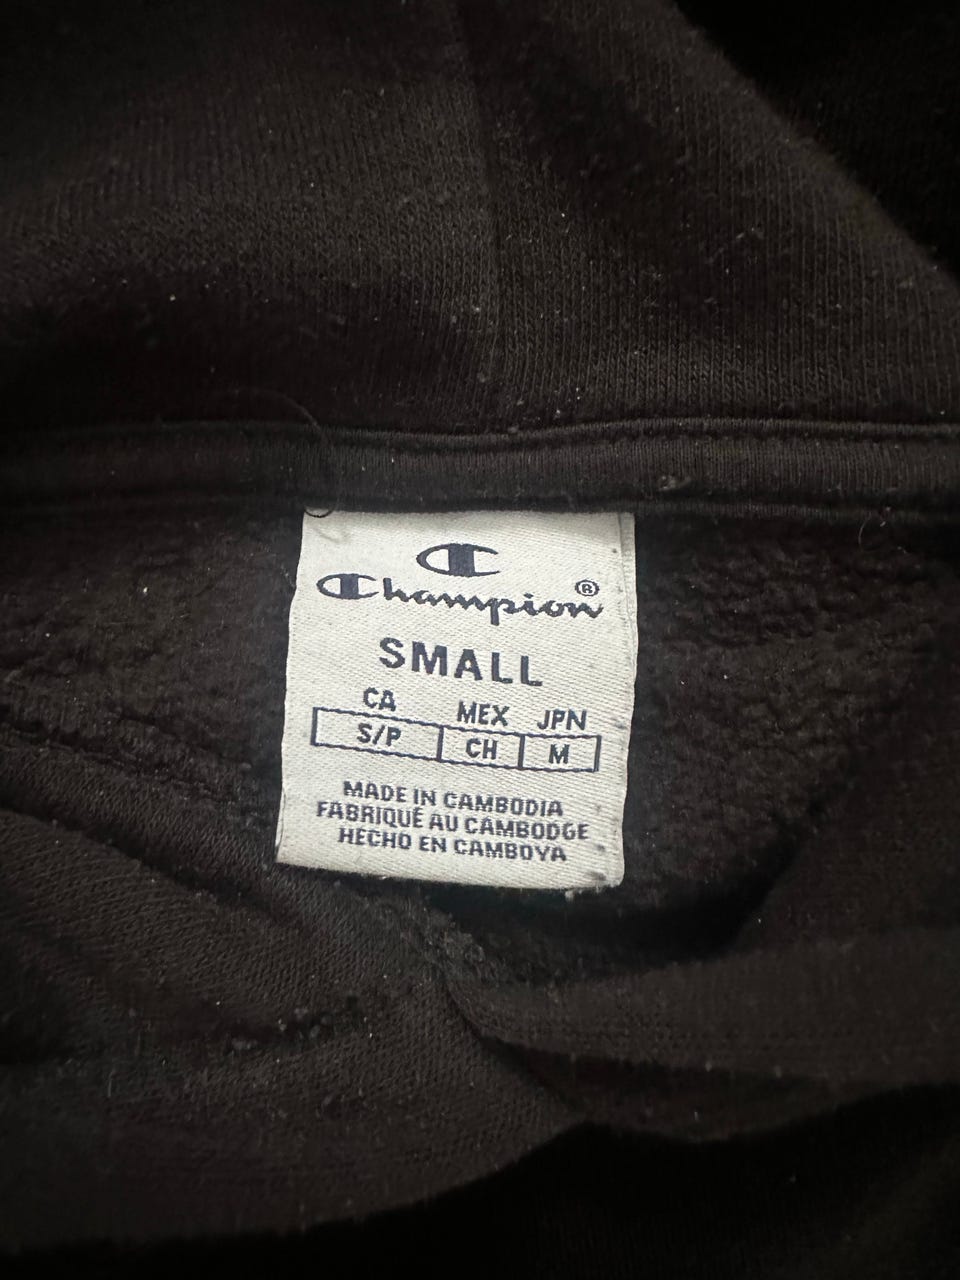 Champion®
SMALL
CA MEX JPN
S/P CH M
MADE IN CAMBODIA
FABRIQUÉ AU CAMBODGE
HECHO EN CAMBOYA